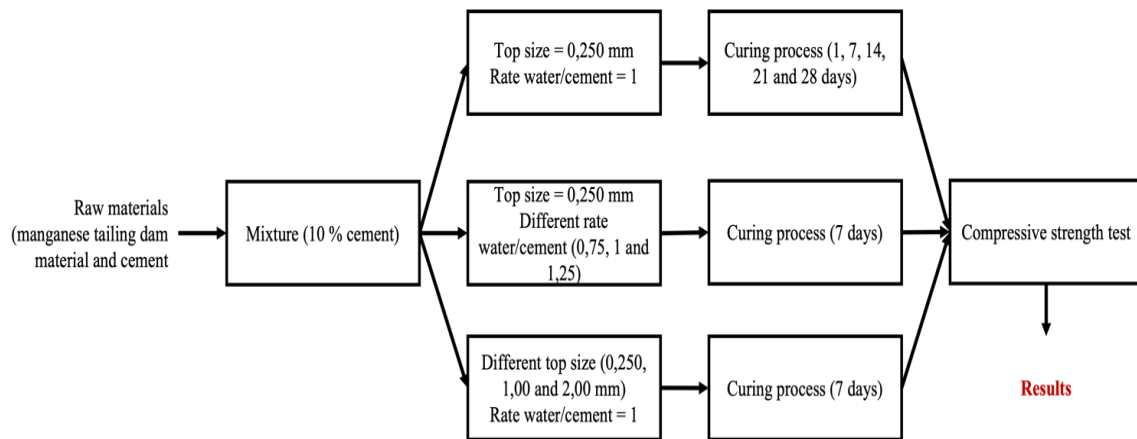 Raw materials
(manganese tailing dam
material and cement
Mixture (10 % cement)
Top size = 0,250 mm
Rate water/cement = 1
Curing process (1, 7, 14,
21 and 28 days)
Top size = 0,250 mm
Different rate
water/cement (0,75, 1 and
1,25)
Curing process (7 days)
Different top size (0,250,
1,00 and 2,00 mm)
Rate water/cement = 1
Curing process (7 days)
Compressive strength test
Results